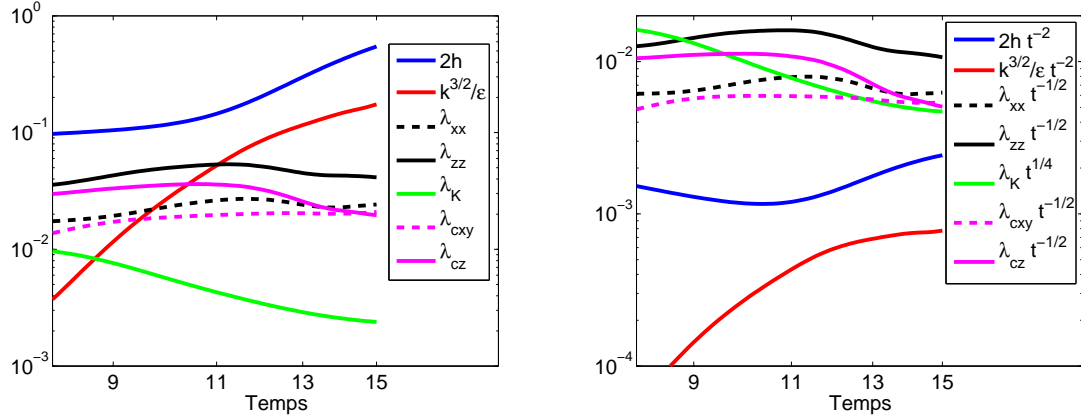 10^0
10^-1
10^-2
10^-3
9
11
13
15
Temps
2h
k^3/2/ε
λ_xx
λ_zz
λ_K
λ_cxy
λ_cz
10^-2
10^-3
10^-4
9
11
13
15
Temps
2h t^-2
k^3/2/ε t^-2
λ_xx t^-1/2
λ_zz t^-1/2
λ_K t^1/4
λ_cxy t^-1/2
λ_cz t^-1/2